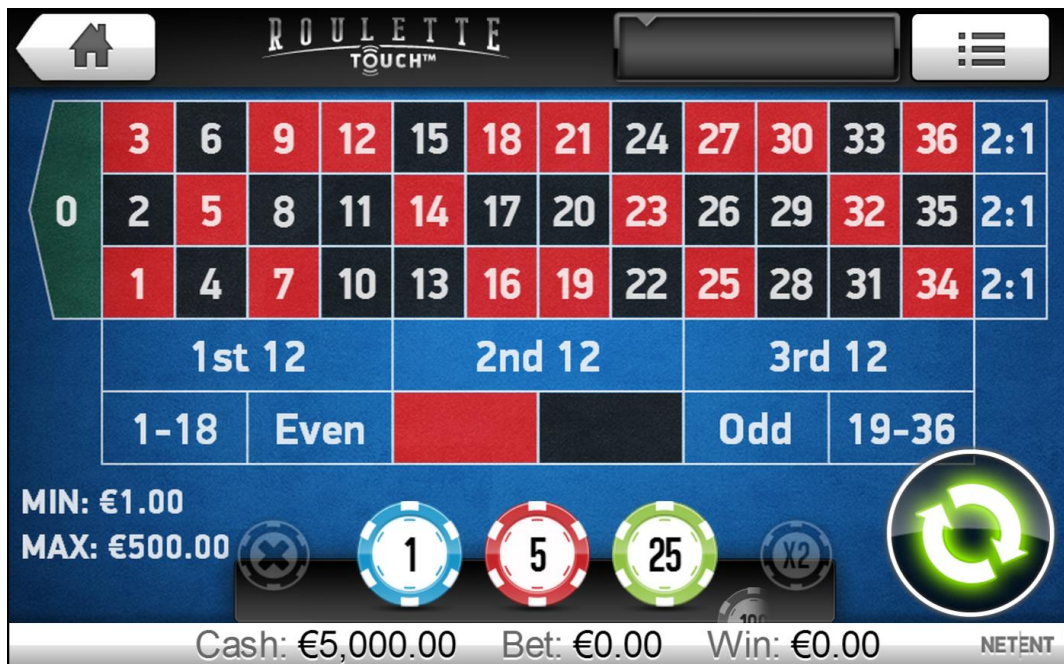 ROULETTE
TOUCH™
3 6 9 12 15 18 21 24 27 30 33 36 2:1
0 2 5 8 11 14 17 20 23 26 29 32 35 2:1
1 4 7 10 13 16 19 22 25 28 31 34 2:1
1st 12 2nd 12 3rd 12
1-18 Even Odd 19-36
MIN: €1.00
MAX: €500.00
1 5 25 X2
100
Cash: €5,000.00 Bet: €0.00 Win: €0.00 NETENT